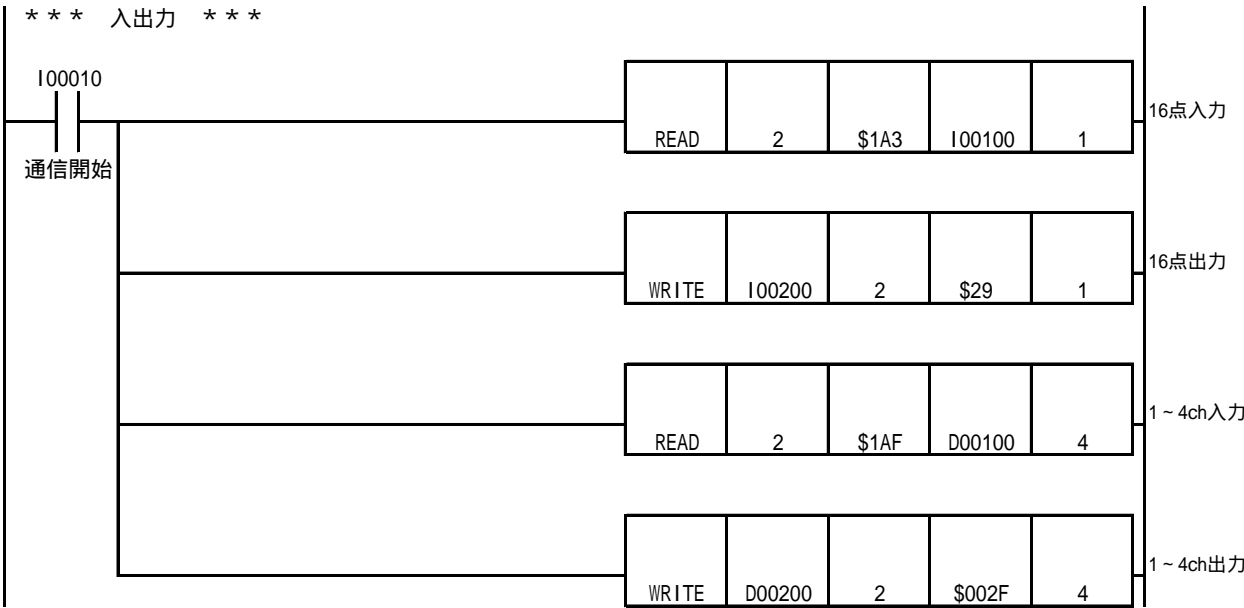 *** 入出力 ***
I00010
通信開始
READ 2 $1A3 I00100 1
16点入力
WRITE I00200 2 $29 1
16点出力
READ 2 $1AF D00100 4
1~4ch入力
WRITE D00200 2 $002F 4
1~4ch出力